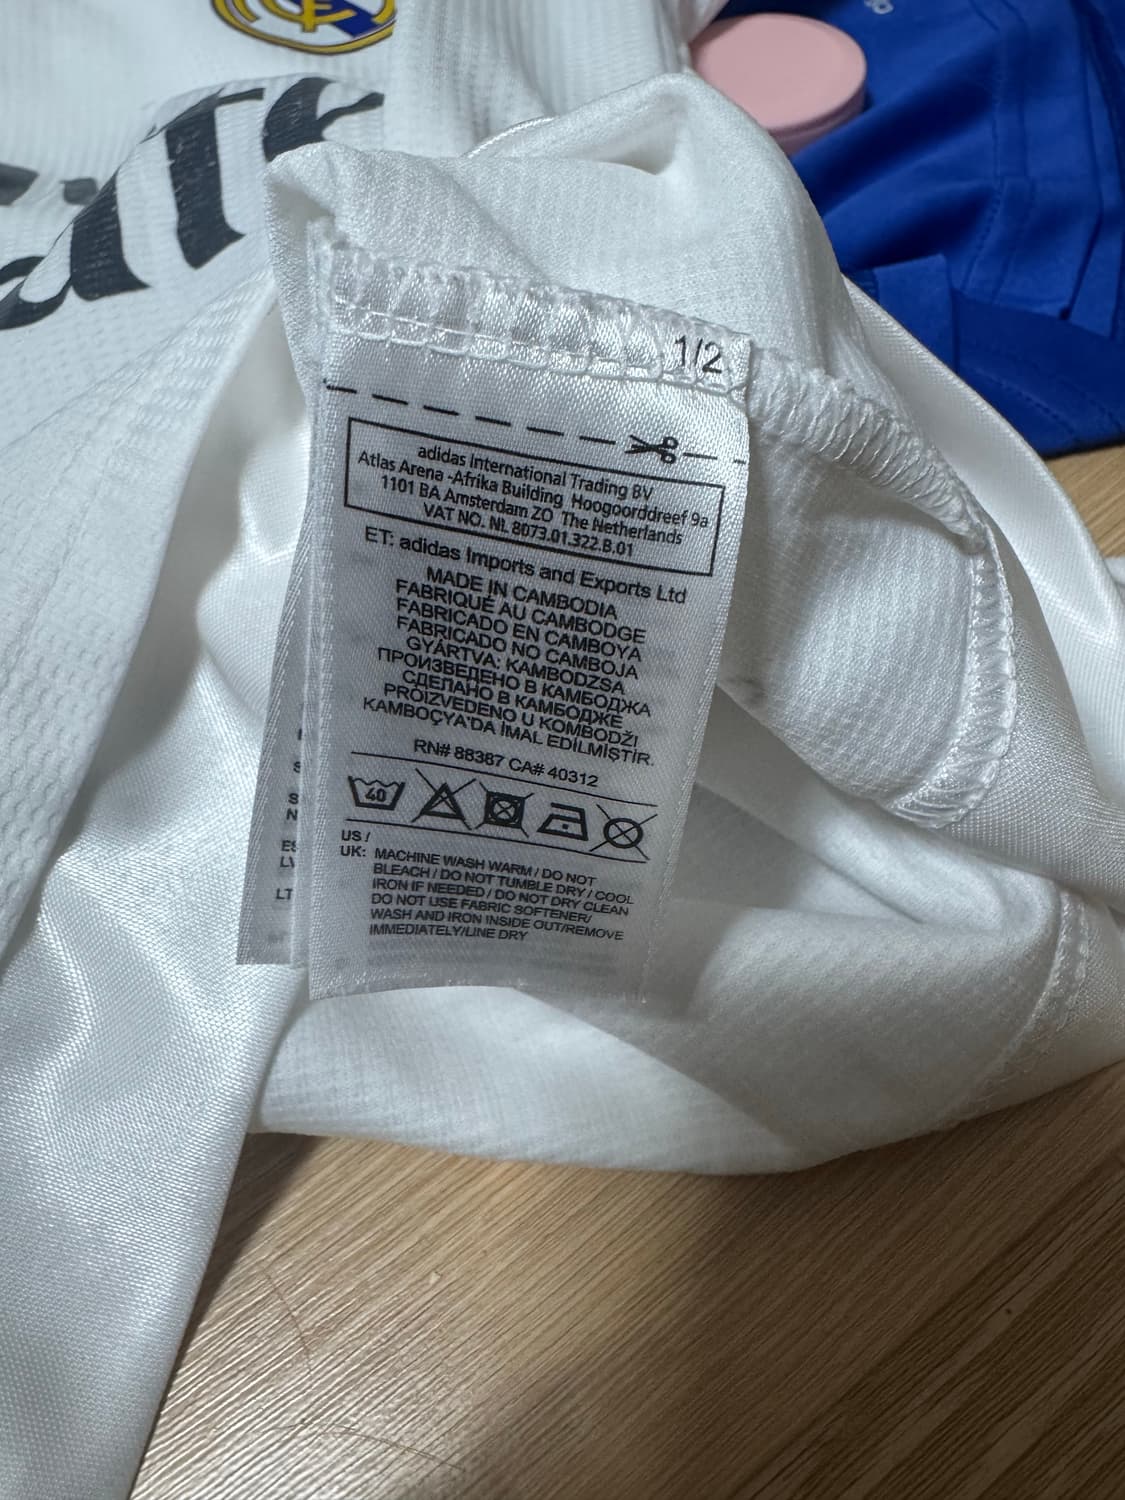 1/2
adidas International Trading BV
Atlas Arena -Afrika Building Hoogoorddreef 9a
1101 BA Amsterdam ZO The Netherlands
VAT NO. NL 8073.01.322.B.01
ET: adidas Imports and Exports Ltd
MADE IN CAMBODIA
FABRIQUÉ AU CAMBODGE
FABRICADO EN CAMBOYA
FABRICADO NO CAMBOJA
GYÁRTVA: KAMBODZSA
ПРОИЗВЕДЕНО В КАМБОДЖА
СДЕЛАНО В КАМБОДЖЕ
PROIZVEDENO U KOMBODŽI
KAMBOÇYA'DA İMAL EDİLMİŞTİR.
RN# 88387 CA# 40312
40
US /
UK: MACHINE WASH WARM / DO NOT
BLEACH / DO NOT TUMBLE DRY / COOL
IRON IF NEEDED / DO NOT DRY CLEAN
DO NOT USE FABRIC SOFTENER/
WASH AND IRON INSIDE OUT/REMOVE
IMMEDIATELY/LINE DRY
LT